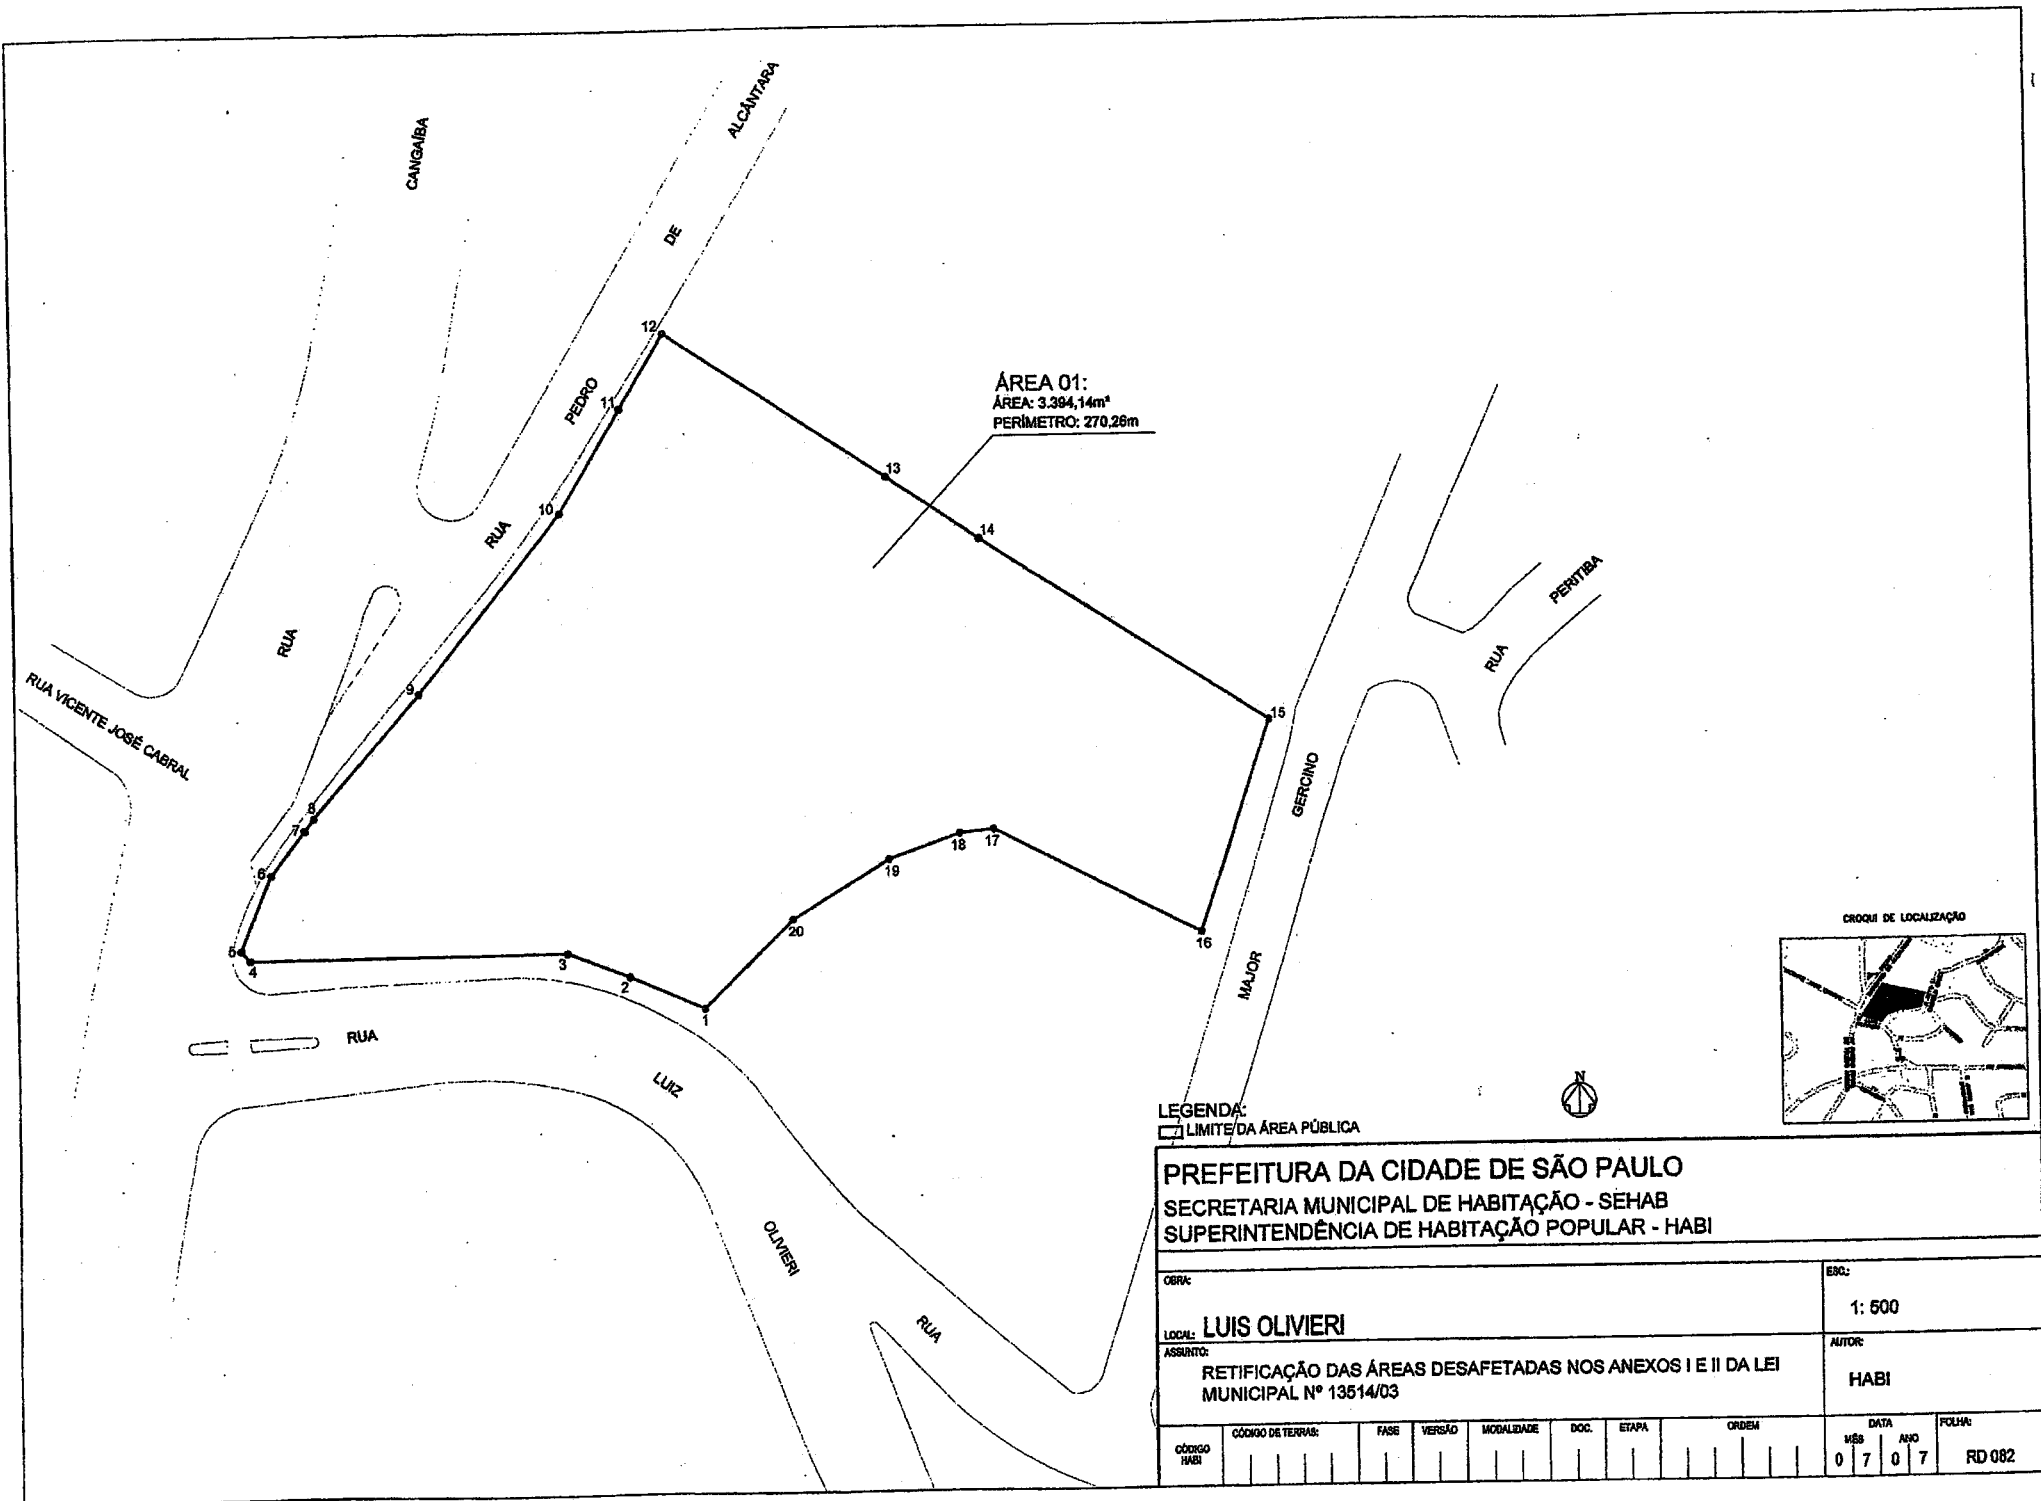 CANGAÍBA
ALCÂNTARA
DE
PEDRO
RUA
RUA
RUA VICENTE JOSÉ CABRAL
12
11
10
9
8
7
6
5
4
3
2
1
13
14
15
16
17
18
19
20
ÁREA 01:
ÁREA: 3.394,14m²
PERÍMETRO: 270,26m
PERITIBA
RUA
GERCINO
MAJOR
RUA
LUIZ
OLIVIERI
RUA
CROQUI DE LOCALIZAÇÃO
N
LEGENDA:
LIMITE DA ÁREA PÚBLICA
PREFEITURA DA CIDADE DE SÃO PAULO
SECRETARIA MUNICIPAL DE HABITAÇÃO - SEHAB
SUPERINTENDÊNCIA DE HABITAÇÃO POPULAR - HABI
OBRA:
LOCAL: LUIS OLIVIERI
ESC.:
1: 500
ASSUNTO:
RETIFICAÇÃO DAS ÁREAS DESAFETADAS NOS ANEXOS I E II DA LEI
MUNICIPAL Nº 13514/03
AUTOR:
HABI
CÓDIGO
HABI
CÓDIGO DE TERRAS:
FASE
VERSÃO
MODALIDADE
DOC.
ETAPA
ORDEM
DATA
MÊS ANO
0 7 0 7
FOLHA:
RD 082